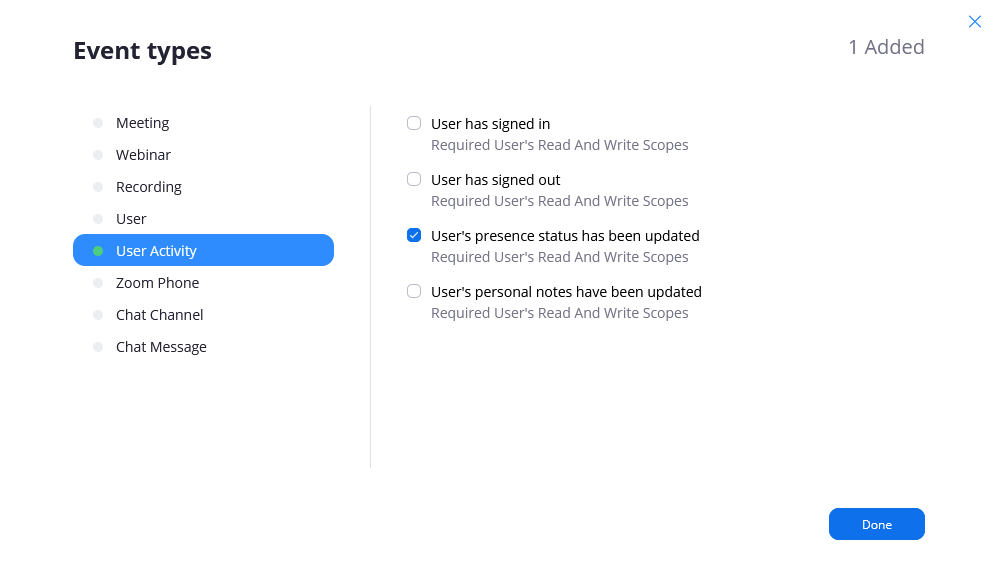 Event types
1 Added
Meeting
Webinar
Recording
User
User Activity
Zoom Phone
Chat Channel
Chat Message
User has signed in
Required User's Read And Write Scopes
User has signed out
Required User's Read And Write Scopes
User's presence status has been updated
Required User's Read And Write Scopes
User's personal notes have been updated
Required User's Read And Write Scopes
Done